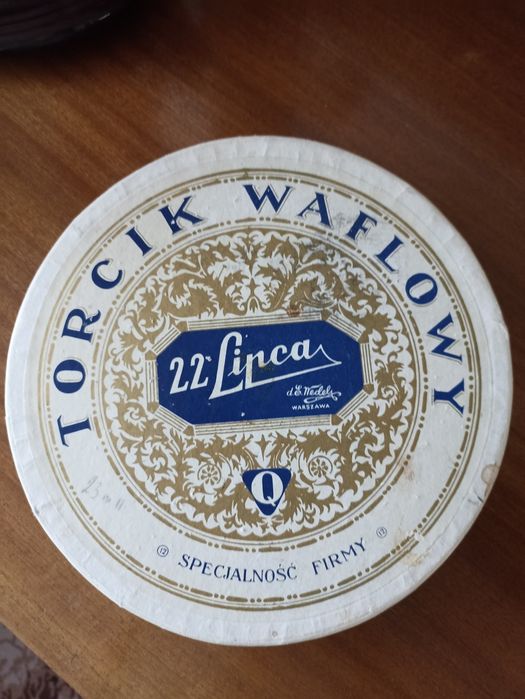 TORCIK WAFLOWY
22 Lipca
d. E. Wedel
WARSZAWA
Q
SPECJALNOŚĆ FIRMY